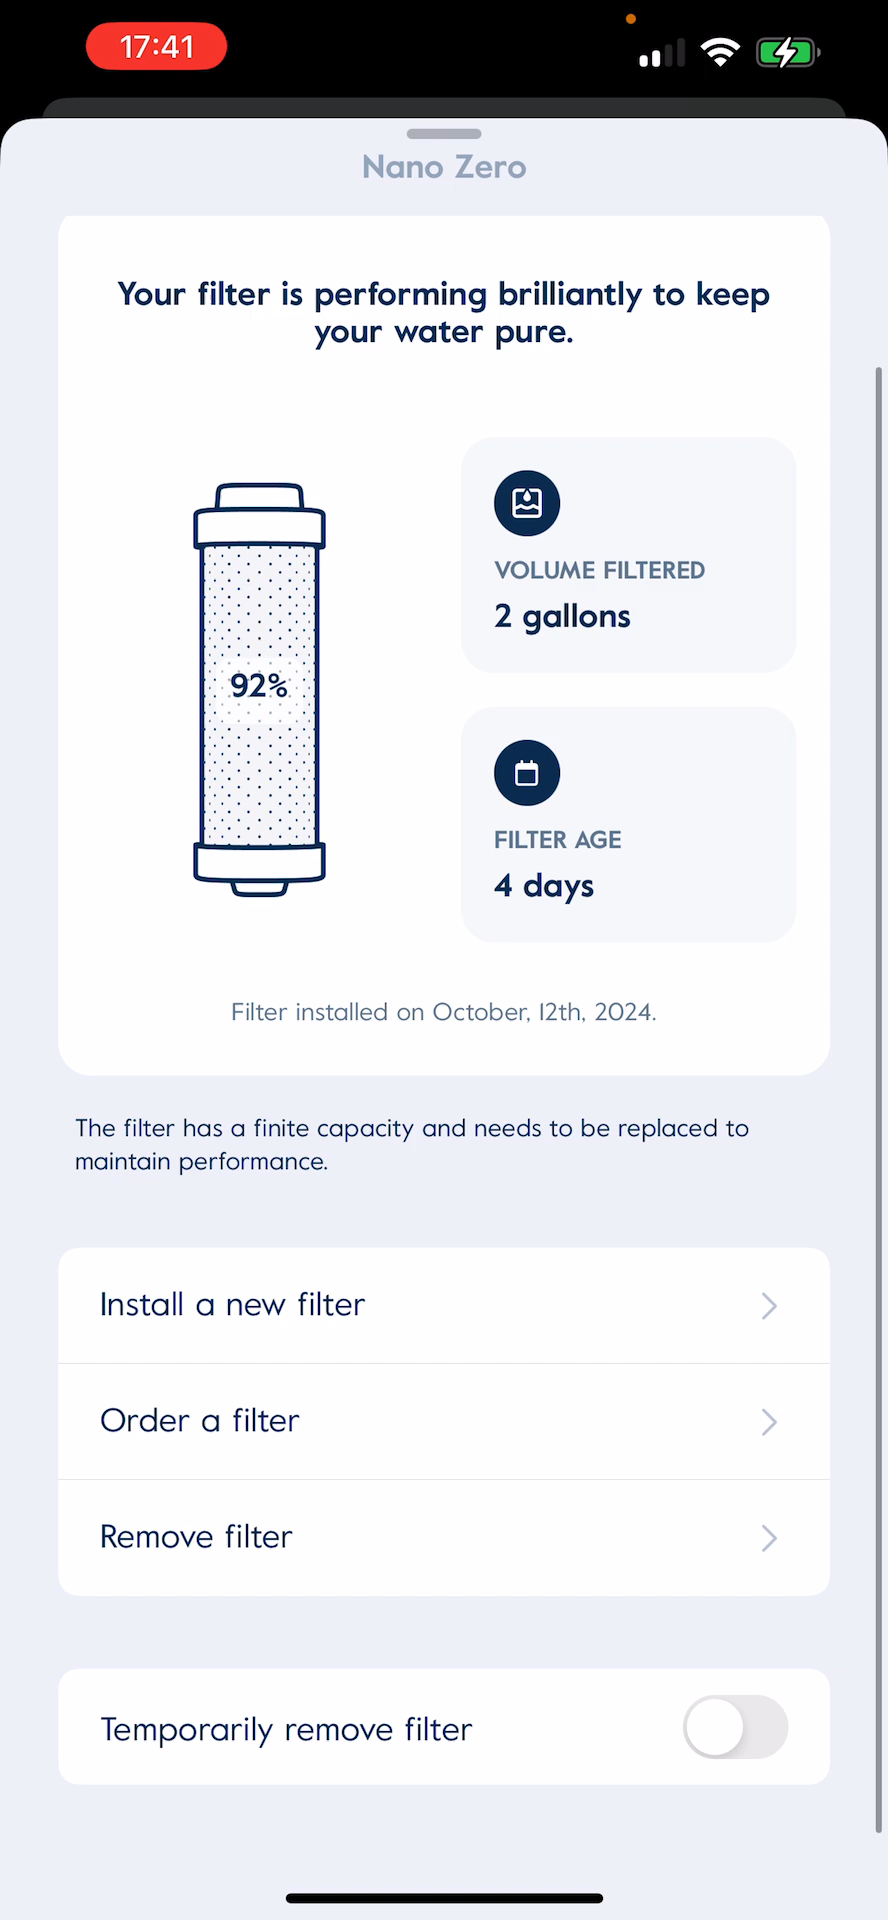 17:41
Nano Zero
Your filter is performing brilliantly to keep
your water pure.
92%
VOLUME FILTERED
2 gallons
FILTER AGE
4 days
Filter installed on October, 12th, 2024.
The filter has a finite capacity and needs to be replaced to
maintain performance.
Install a new filter
Order a filter
Remove filter
Temporarily remove filter